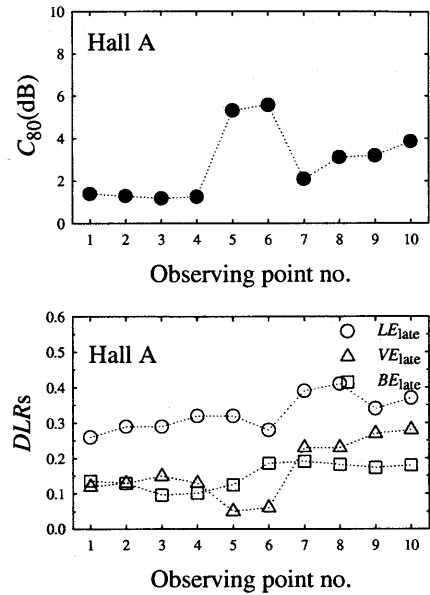 10
8
6
4
2
0
C80(dB)
Hall A
1 2 3 4 5 6 7 8 9 10
Observing point no.
0.6
0.5
0.4
0.3
0.2
0.1
0.0
DLRs
Hall A
LElate
VElate
BElate
1 2 3 4 5 6 7 8 9 10
Observing point no.